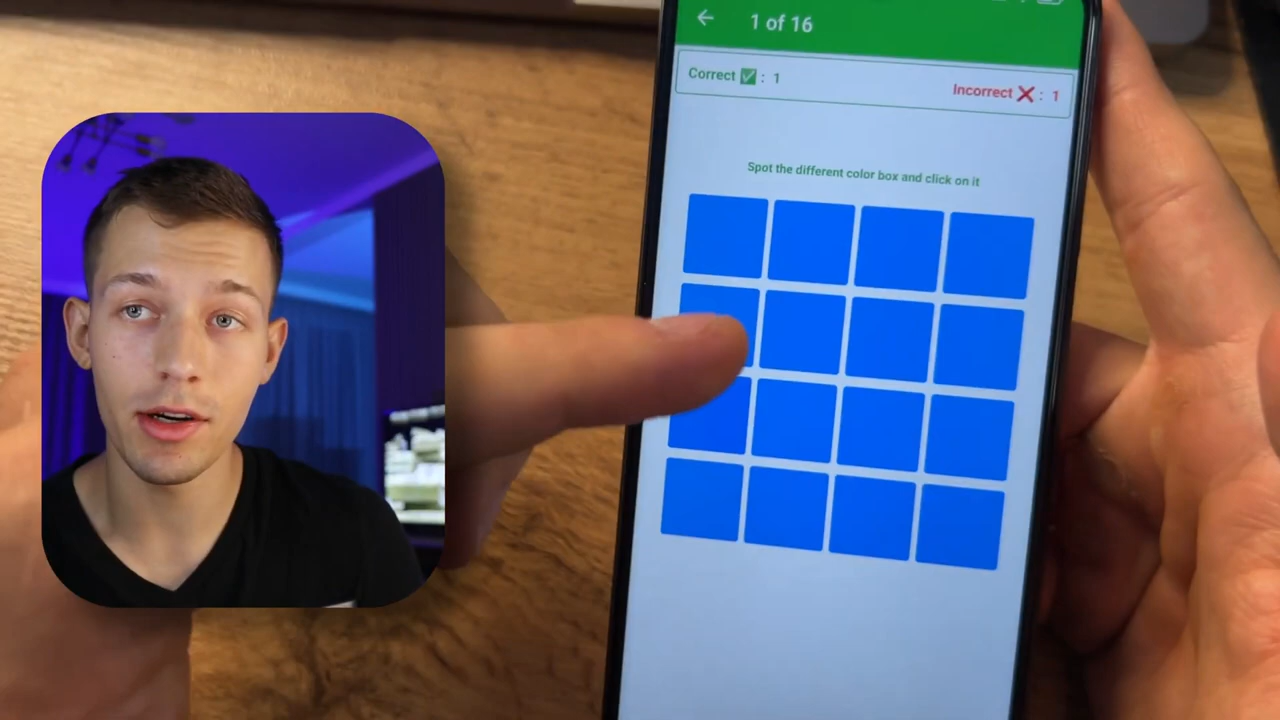 1 of 16
Correct ✅ : 1
Incorrect ❌ : 1
Spot the different color box and click on it